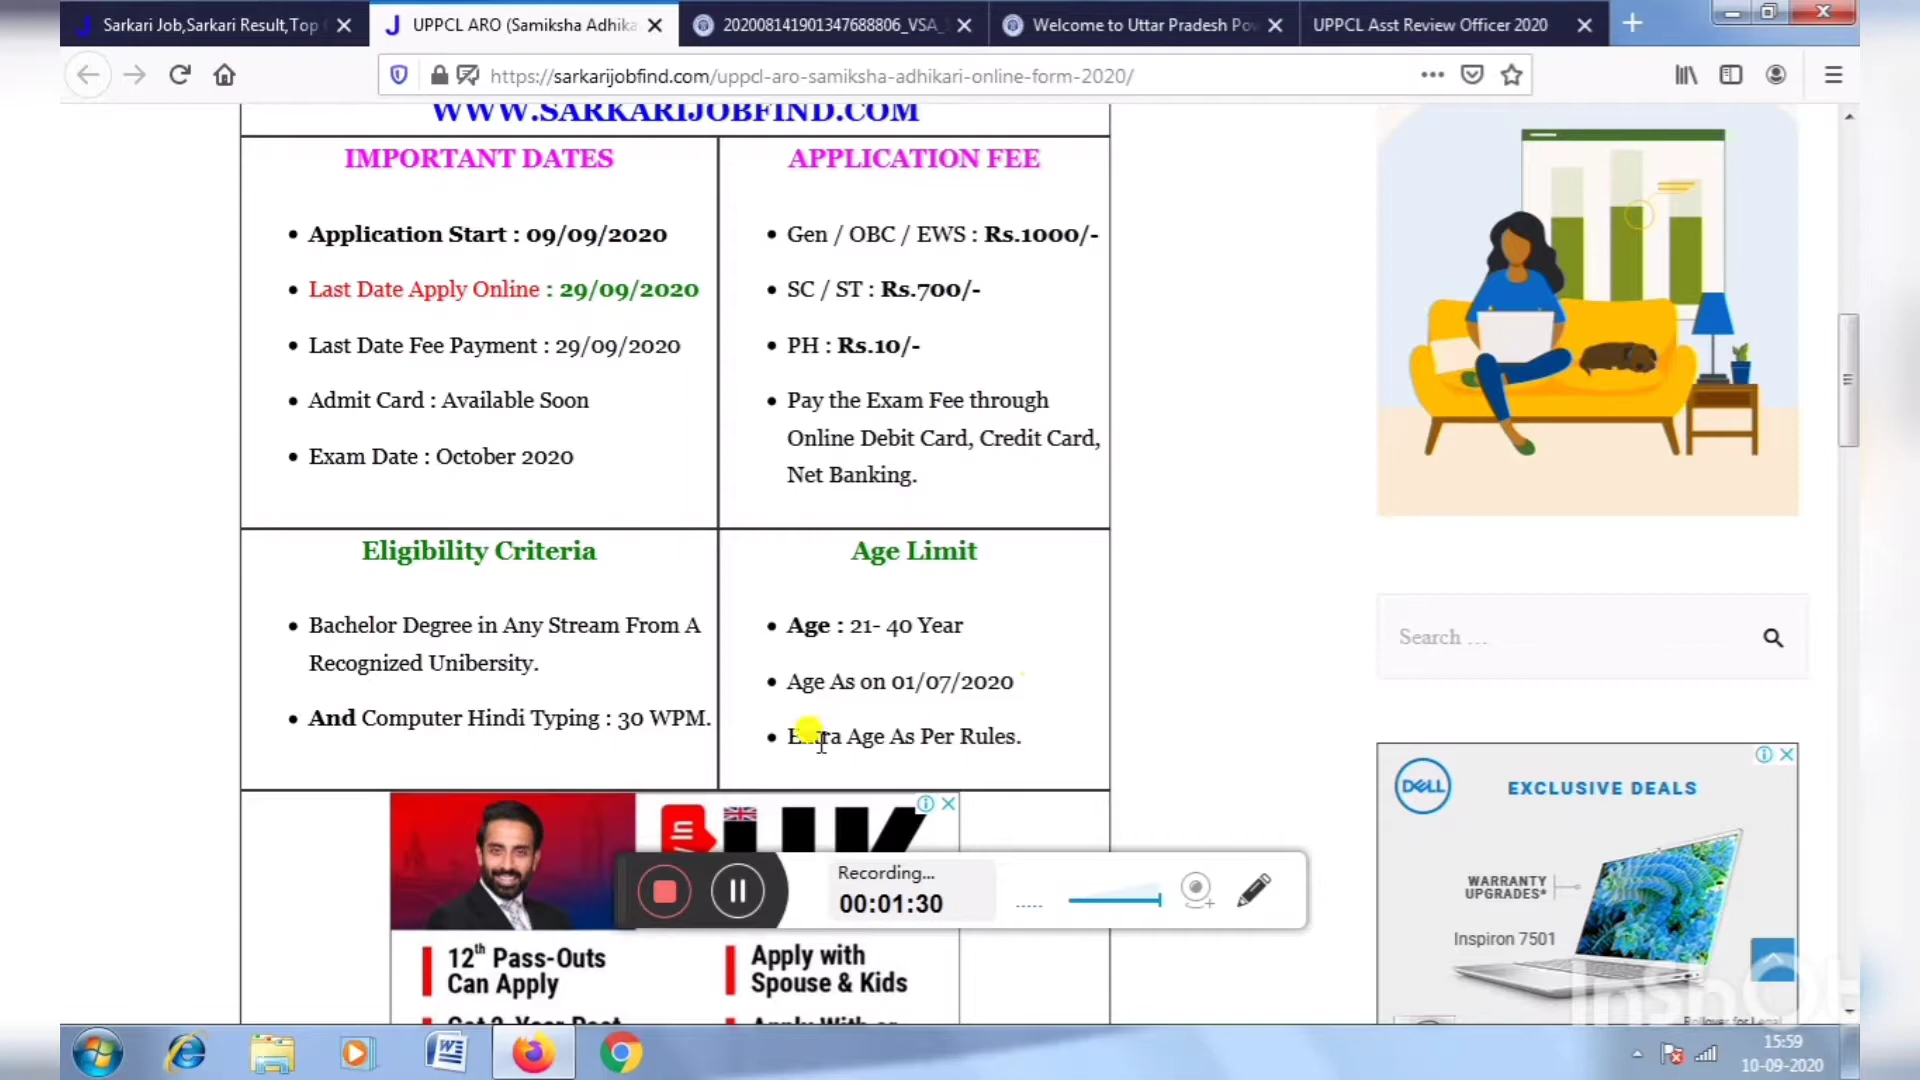 Sarkari Job,Sarkari Result,Top
UPPCL ARO (Samiksha Adhika
202008141901347688806_VSA_
Welcome to Uttar Pradesh Po
UPPCL Asst Review Officer 2020
https://sarkarijobfind.com/uppcl-aro-samiksha-adhikari-online-form-2020/
WWW.SARKARIJOBFIND.COM
IMPORTANT DATES
Application Start : 09/09/2020
Last Date Apply Online : 29/09/2020
Last Date Fee Payment : 29/09/2020
Admit Card : Available Soon
Exam Date : October 2020
APPLICATION FEE
Gen / OBC / EWS : Rs.1000/-
SC / ST : Rs.700/-
PH : Rs.10/-
Pay the Exam Fee through
Online Debit Card, Credit Card,
Net Banking.
Eligibility Criteria
Bachelor Degree in Any Stream From A
Recognized Unibersity.
And Computer Hindi Typing : 30 WPM.
Age Limit
Age : 21- 40 Year
Age As on 01/07/2020
Extra Age As Per Rules.
Search …
in
UK
Recording...
00:01:30
12th Pass-Outs
Can Apply
Apply with
Spouse & Kids
DELL
EXCLUSIVE DEALS
WARRANTY
UPGRADES*
Inspiron 7501
InShOt
15:59
10-09-2020